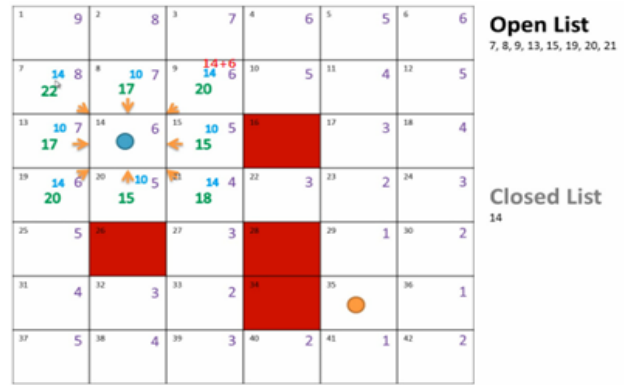 1 9 2 8 3 7 4 6 5 5 6 6
Open List
7, 8, 9, 13, 15, 19, 20, 21
14+6
7 14 8 8 10 7 9 14 6 10 5 11 4 12 5
22 17 20
13 10 7 14 6 15 10 5 16 17 3 18 4
17 15
19 14 6 20 10 5 21 14 4 22 3 23 2 24 3
20 15 18
Closed List
14
25 5 26 27 3 28 29 1 30 2
31 4 32 3 33 2 34 35 36 1
37 5 38 4 39 3 40 2 41 1 42 2